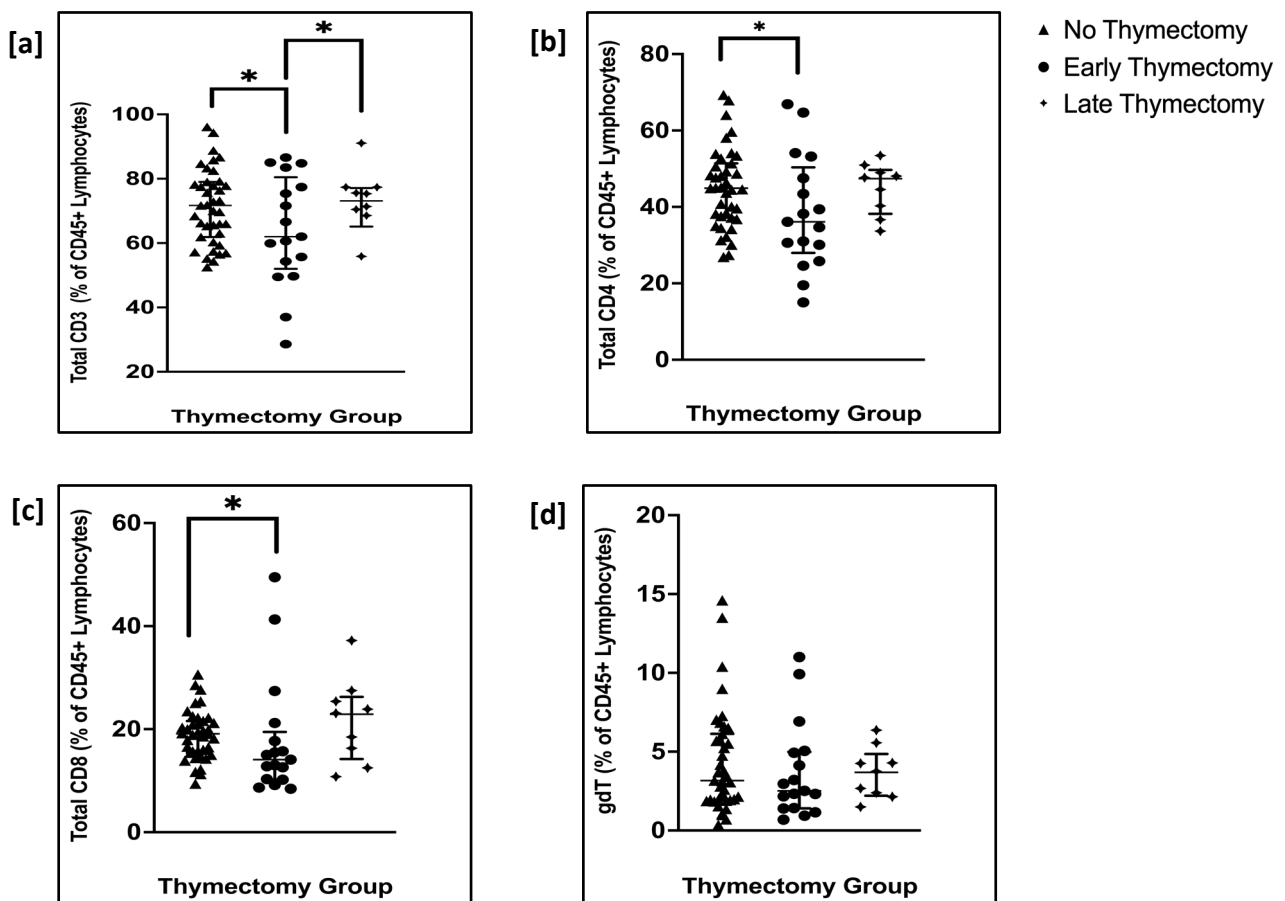 [a]
*
*
Total CD3 (% of CD45+ Lymphocytes)
100
80
60
40
20
Thymectomy Group
[b]
*
Total CD4 (% of CD45+ Lymphocytes)
80
60
40
20
0
Thymectomy Group
▲ No Thymectomy
● Early Thymectomy
✦ Late Thymectomy
[c]
*
Total CD8 (% of CD45+ Lymphocytes)
60
40
20
0
Thymectomy Group
[d]
gdT (% of CD45+ Lymphocytes)
20
15
10
5
0
Thymectomy Group